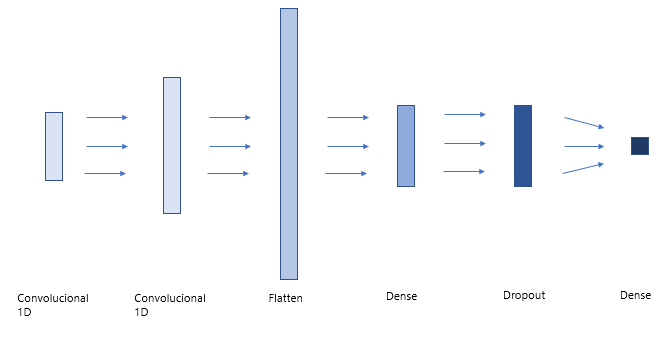 Convolucional
1D
Convolucional
1D
Flatten
Dense
Dropout
Dense